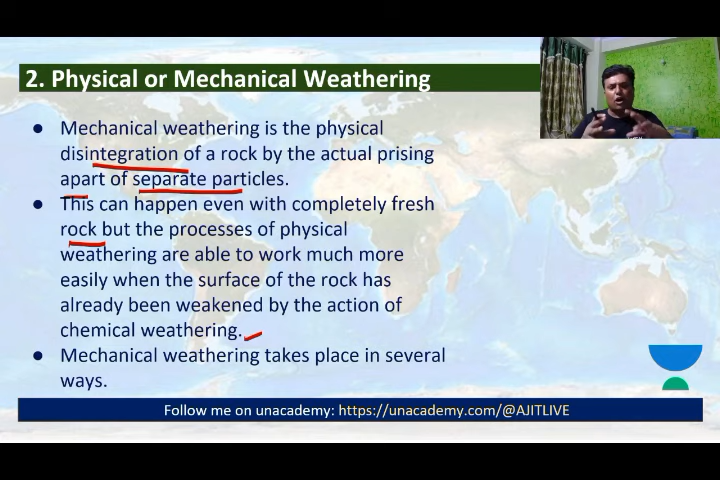 2. Physical or Mechanical Weathering
● Mechanical weathering is the physical
disintegration of a rock by the actual prising
apart of separate particles.
● This can happen even with completely fresh
rock but the processes of physical
weathering are able to work much more
easily when the surface of the rock has
already been weakened by the action of
chemical weathering.
● Mechanical weathering takes place in several
ways.
Follow me on unacademy: https://unacademy.com/@AJITLIVE